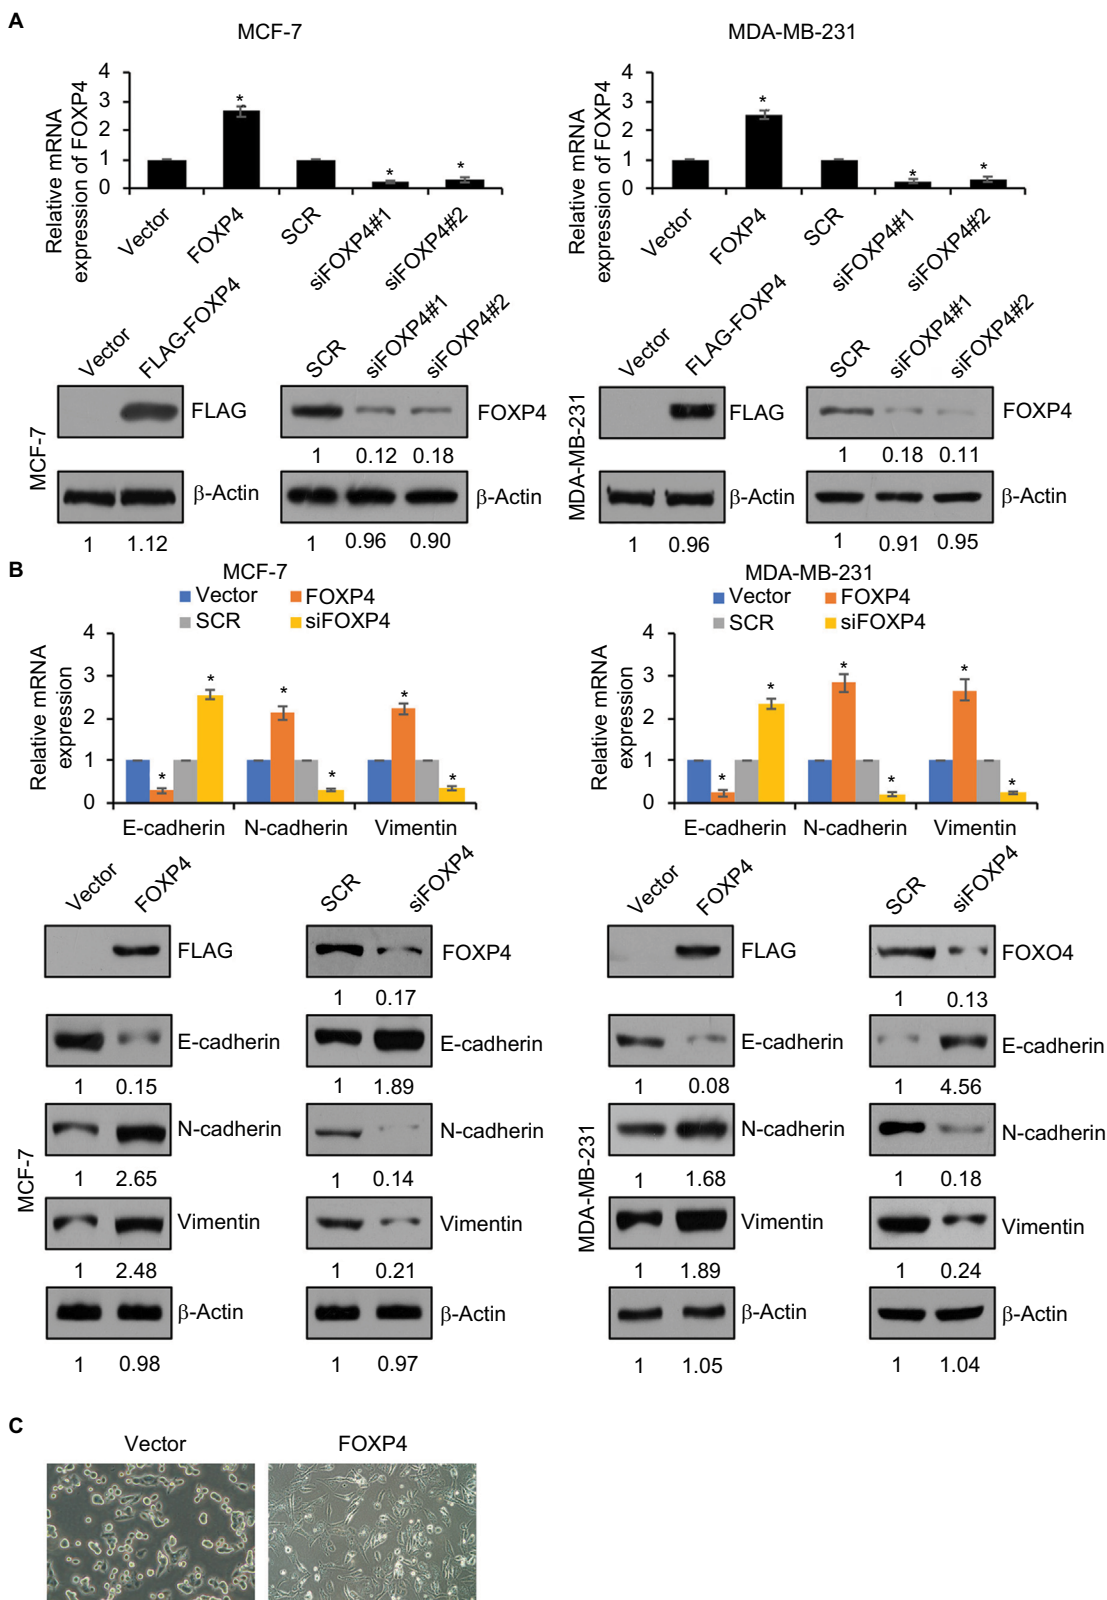 A
MCF-7
MDA-MB-231
Relative mRNA
expression of FOXP4
4
3
2
1
0
*
*
*
Vector
FOXP4
SCR
siFOXP4#1
siFOXP4#2
Relative mRNA
expression of FOXP4
4
3
2
1
0
*
*
*
Vector
FOXP4
SCR
siFOXP4#1
siFOXP4#2
MCF-7
Vector
FLAG-FOXP4
FLAG
β-Actin
1 1.12
SCR
siFOXP4#1
siFOXP4#2
FOXP4
1 0.12 0.18
β-Actin
1 0.96 0.90
MDA-MB-231
Vector
FLAG-FOXP4
FLAG
β-Actin
1 0.96
SCR
siFOXP4#1
siFOXP4#2
FOXP4
1 0.18 0.11
β-Actin
1 0.91 0.95
B
MCF-7
Vector FOXP4
SCR siFOXP4
Relative mRNA
expression
4
3
2
1
0
* * * * * *
E-cadherin N-cadherin Vimentin
MDA-MB-231
Vector FOXP4
SCR siFOXP4
Relative mRNA
expression
4
3
2
1
0
* * * * * *
E-cadherin N-cadherin Vimentin
MCF-7
Vector
FOXP4
FLAG
E-cadherin
1 0.15
N-cadherin
1 2.65
Vimentin
1 2.48
β-Actin
1 0.98
SCR
siFOXP4
FOXP4
1 0.17
E-cadherin
1 1.89
N-cadherin
1 0.14
Vimentin
1 0.21
β-Actin
1 0.97
MDA-MB-231
Vector
FOXP4
FLAG
E-cadherin
1 0.08
N-cadherin
1 1.68
Vimentin
1 1.89
β-Actin
1 1.05
SCR
siFOXP4
FOXO4
1 0.13
E-cadherin
1 4.56
N-cadherin
1 0.18
Vimentin
1 0.24
β-Actin
1 1.04
C
Vector
FOXP4